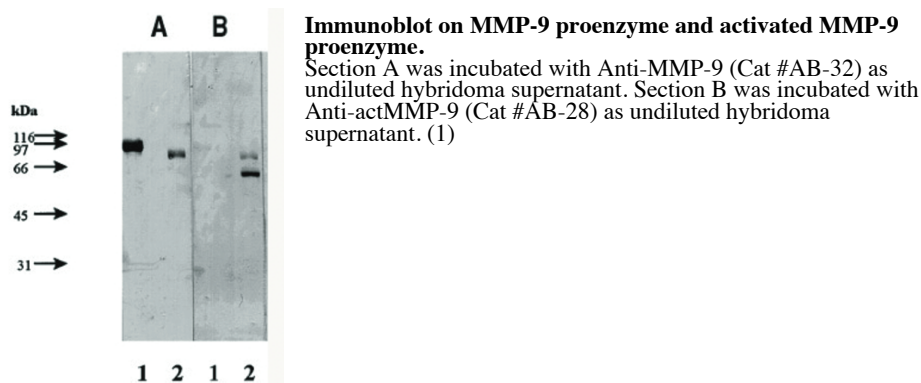 A B
Immunoblot on MMP-9 proenzyme and activated MMP-9
proenzyme.
Section A was incubated with Anti-MMP-9 (Cat #AB-32) as
undiluted hybridoma supernatant. Section B was incubated with
Anti-actMMP-9 (Cat #AB-28) as undiluted hybridoma
supernatant. (1)
kDa
116
97
66
45
31
1 2 1 2